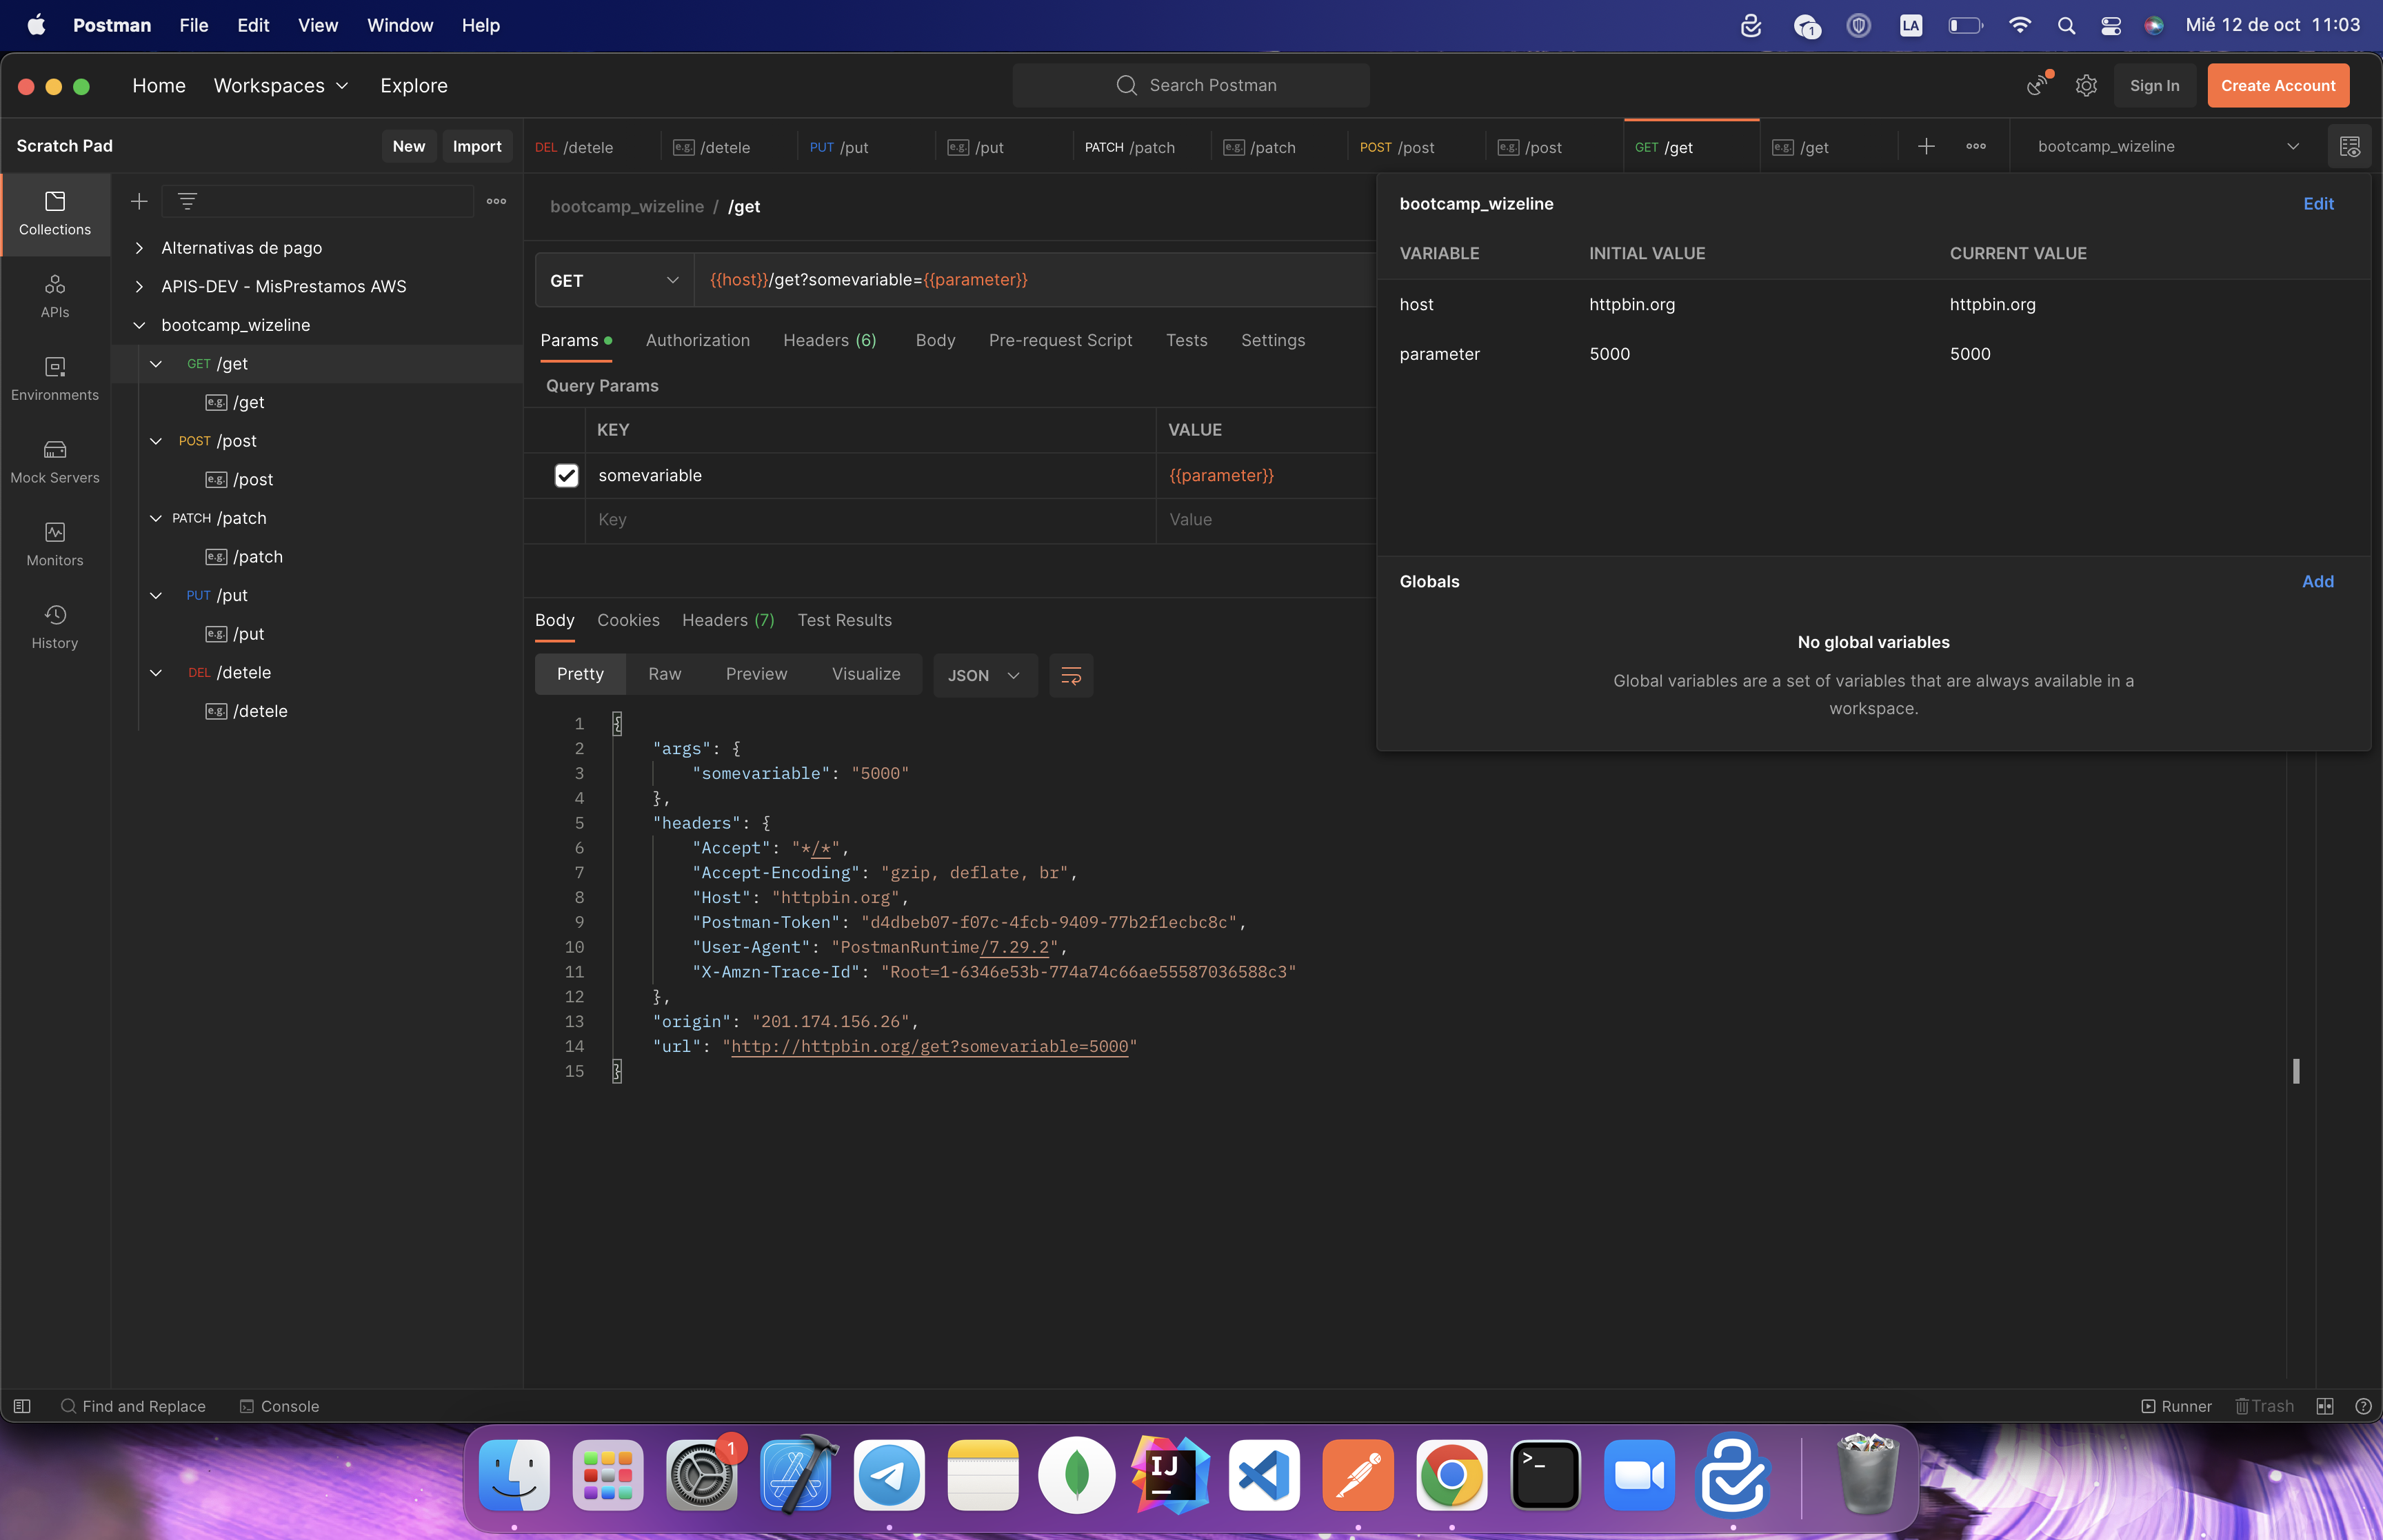 Postman File Edit View Window Help
1
LA
Mié 12 de oct 11:03
Home Workspaces Explore
Search Postman
Sign In
Create Account
Scratch Pad
New
Import
DEL /detele
e.g. /detele
PUT /put
e.g. /put
PATCH /patch
e.g. /patch
POST /post
e.g. /post
GET /get
e.g. /get
bootcamp_wizeline
Collections
APIs
Environments
Mock Servers
Monitors
History
Alternativas de pago
APIS-DEV - MisPrestamos AWS
bootcamp_wizeline
GET /get
e.g. /get
POST /post
e.g. /post
PATCH /patch
e.g. /patch
PUT /put
e.g. /put
DEL /detele
e.g. /detele
bootcamp_wizeline / /get
GET
{{host}}/get?somevariable={{parameter}}
Params Authorization Headers (6) Body Pre-request Script Tests Settings
Query Params
KEY VALUE
somevariable {{parameter}}
Key Value
bootcamp_wizeline Edit
VARIABLE INITIAL VALUE CURRENT VALUE
host httpbin.org httpbin.org
parameter 5000 5000
Globals Add
No global variables
Global variables are a set of variables that are always available in a
workspace.
Body Cookies Headers (7) Test Results
Pretty Raw Preview Visualize JSON
1 {
2 "args": {
3 "somevariable": "5000"
4 },
5 "headers": {
6 "Accept": "*/*",
7 "Accept-Encoding": "gzip, deflate, br",
8 "Host": "httpbin.org",
9 "Postman-Token": "d4dbeb07-f07c-4fcb-9409-77b2f1ecbc8c",
10 "User-Agent": "PostmanRuntime/7.29.2",
11 "X-Amzn-Trace-Id": "Root=1-6346e53b-774a74c66ae55587036588c3"
12 },
13 "origin": "201.174.156.26",
14 "url": "http://httpbin.org/get?somevariable=5000"
15 }
Find and Replace
Console
Runner
Trash
1
IJ
>_